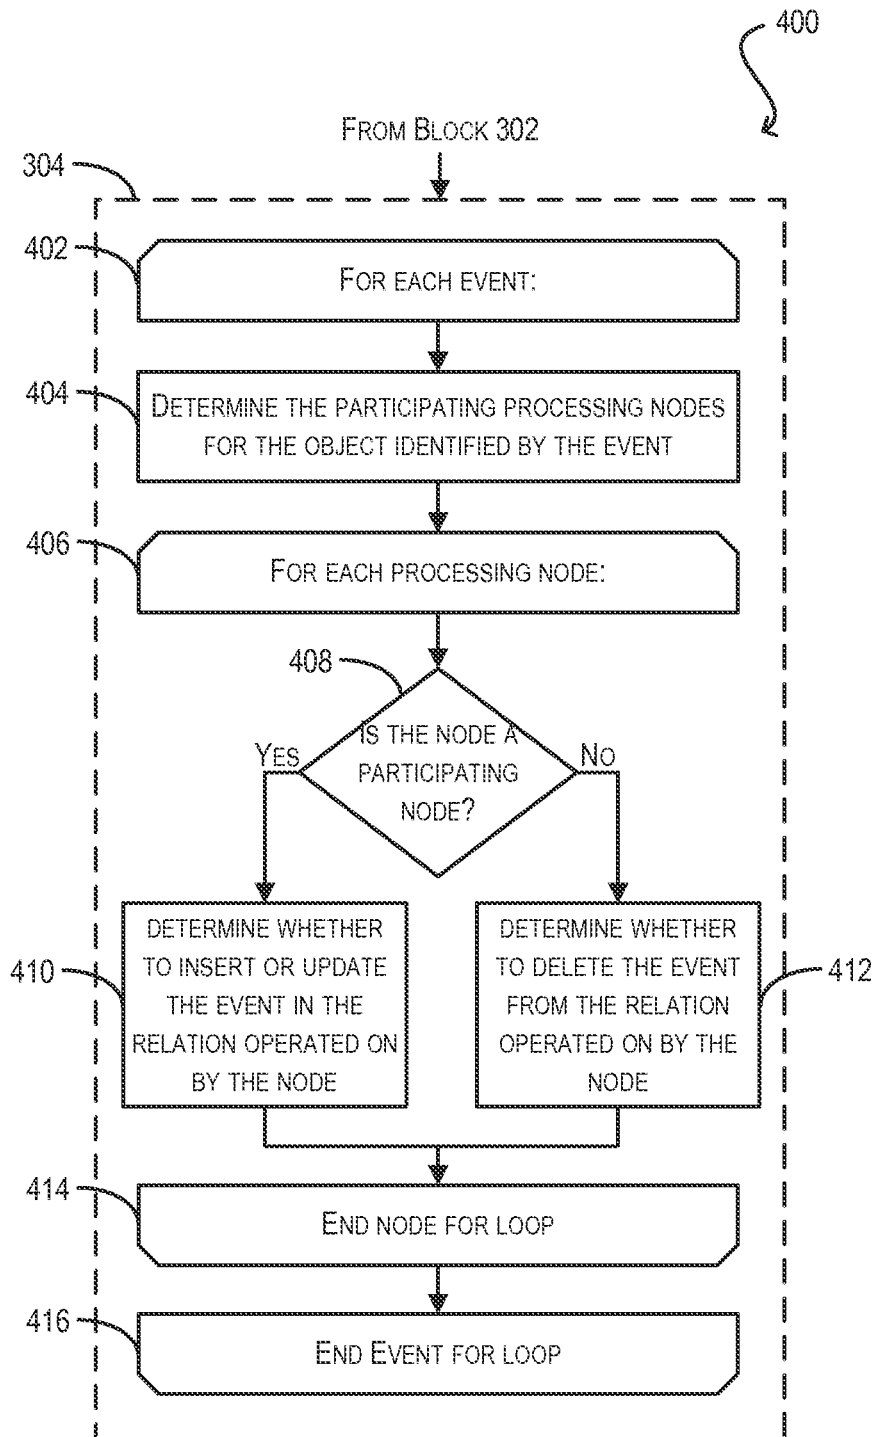 400
FROM BLOCK 302
304
402
FOR EACH EVENT:
404
DETERMINE THE PARTICIPATING PROCESSING NODES
FOR THE OBJECT IDENTIFIED BY THE EVENT
406
FOR EACH PROCESSING NODE:
408
IS THE NODE A
PARTICIPATING
NODE?
YES
NO
410
DETERMINE WHETHER
TO INSERT OR UPDATE
THE EVENT IN THE
RELATION OPERATED ON
BY THE NODE
DETERMINE WHETHER
TO DELETE THE EVENT
FROM THE RELATION
OPERATED ON BY THE
NODE
412
414
END NODE FOR LOOP
416
END EVENT FOR LOOP